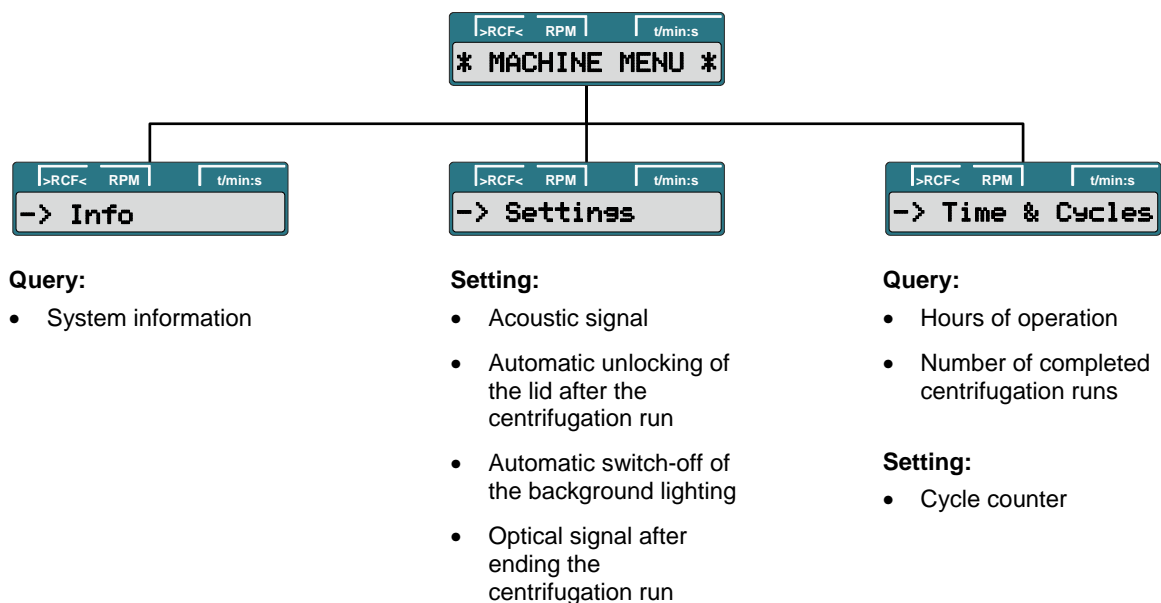 >RCF< RPM t/min:s
* MACHINE MENU *
>RCF< RPM t/min:s
-> Info
Query:
• System information
>RCF< RPM t/min:s
-> Settings
Setting:
• Acoustic signal
• Automatic unlocking of
the lid after the
centrifugation run
• Automatic switch-off of
the background lighting
• Optical signal after
ending the
centrifugation run
>RCF< RPM t/min:s
-> Time & Cycles
Query:
• Hours of operation
• Number of completed
centrifugation runs
Setting:
• Cycle counter